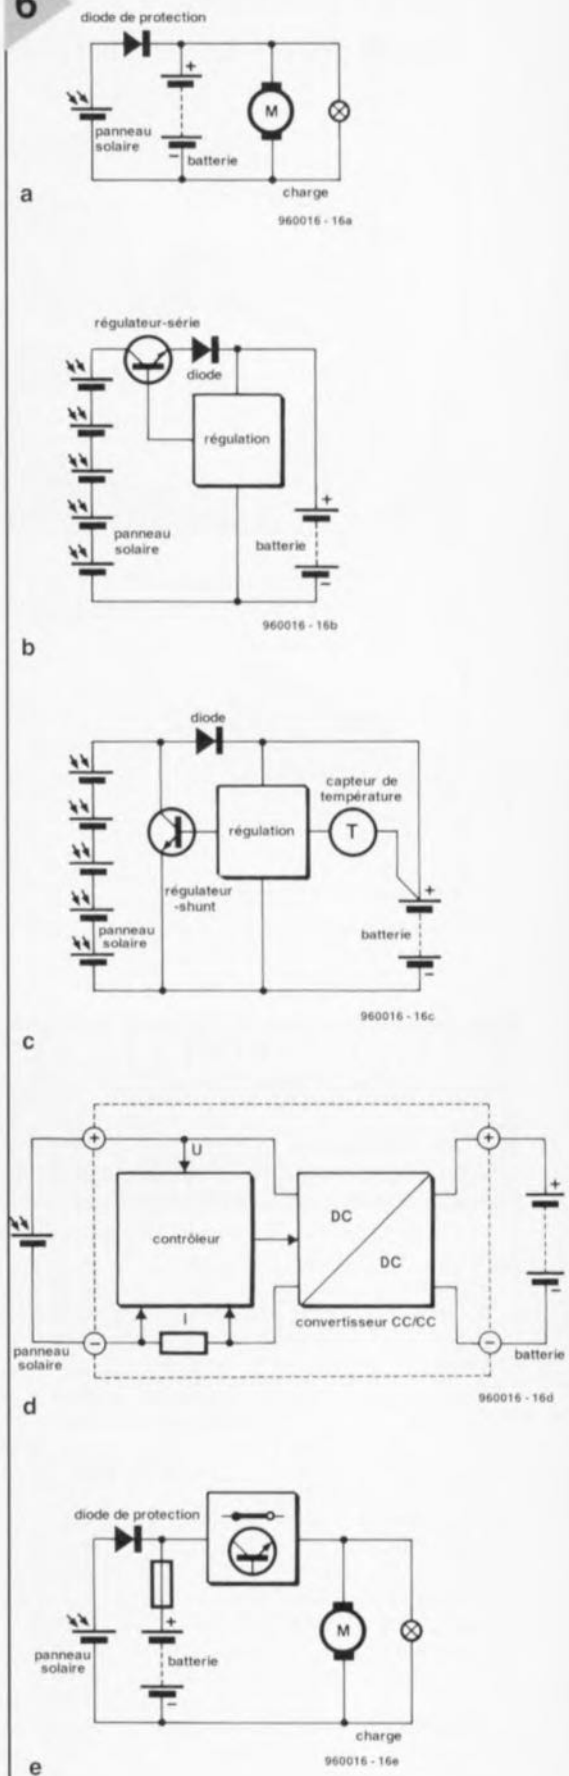 6
diode de protection
+
M
panneau
solaire
−
batterie
charge
a
960016 - 16a
régulateur-série
diode
régulation
+
panneau
solaire
batterie
−
960016 - 16b
b
diode
capteur de
température
régulation
T
régulateur
-shunt
+
panneau
solaire
batterie
−
960016 - 16c
c
+
U
+
+
DC
contrôleur
DC
−
I
convertisseur CC/CC
−
−
panneau
solaire
batterie
960016 - 16d
d
diode de protection
+
M
panneau
solaire
batterie
−
charge
960016 - 16e
e